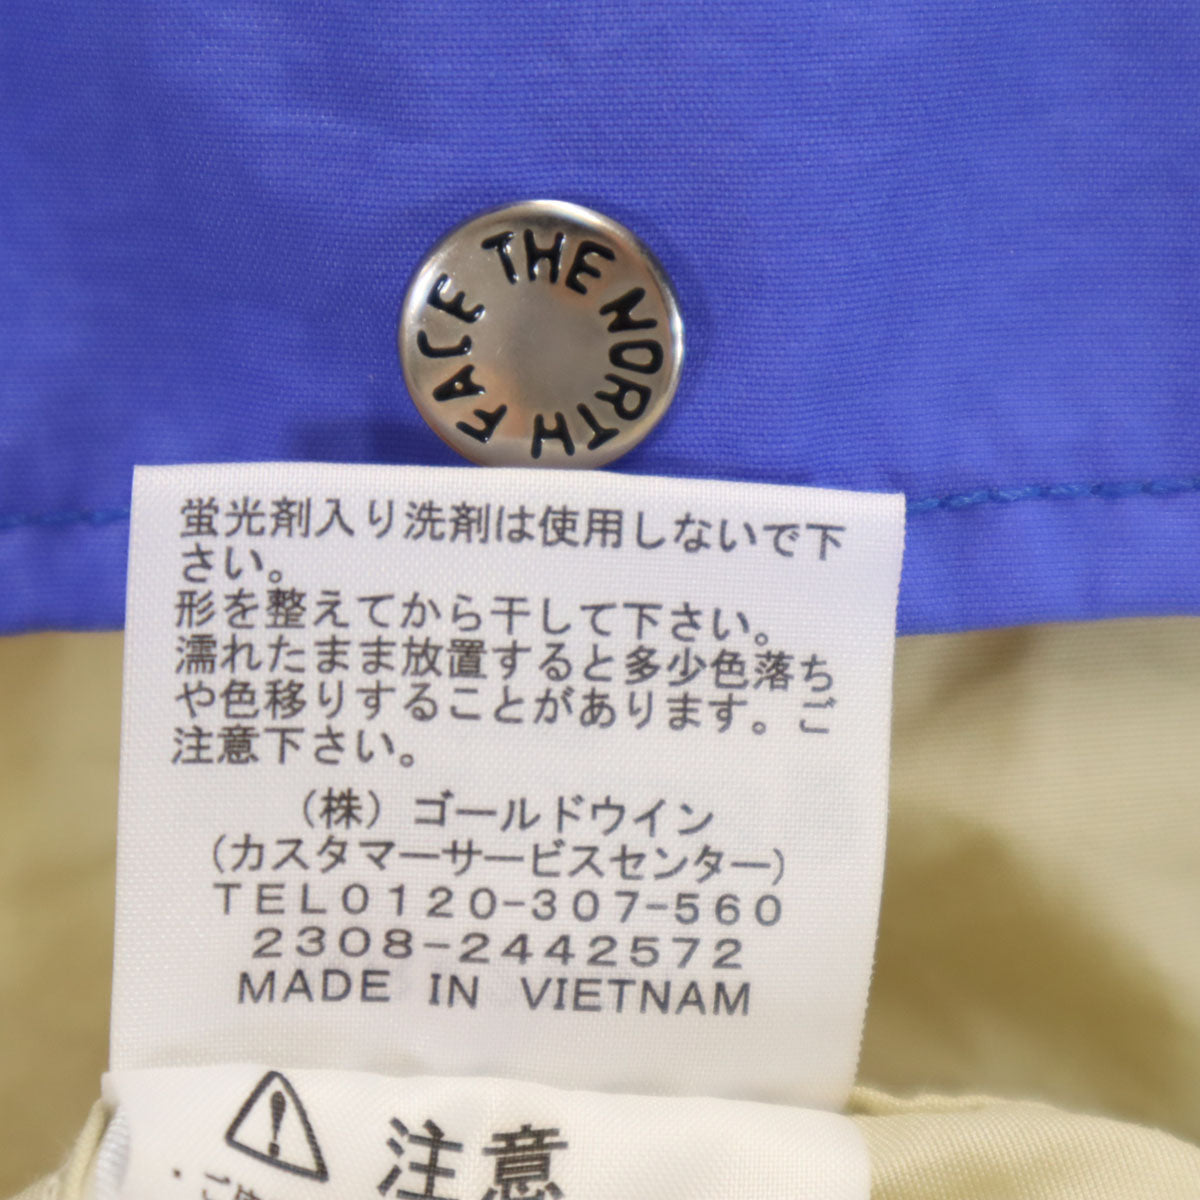 THE NORTH FACE
蛍光剤入り洗剤は使用しないで下
さい。
形を整えてから干して下さい。
濡れたまま放置すると多少色落ち
や色移りすることがあります。ご
注意下さい。
(株)ゴールドウイン
(カスタマーサービスセンター)
TEL0120-307-560
2308-2442572
MADE IN VIETNAM
注意